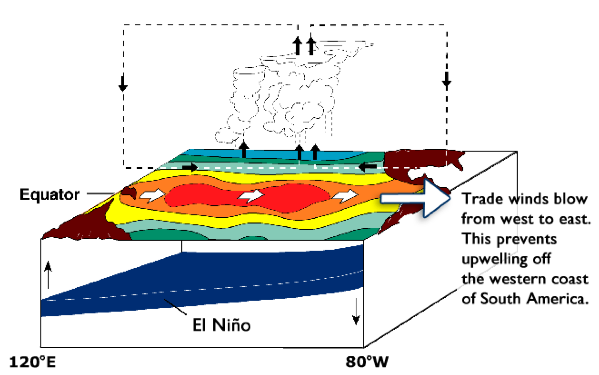 Equator
Trade winds blow
from west to east.
This prevents
upwelling off
the western coast
of South America.
El Niño
120°E
80°W